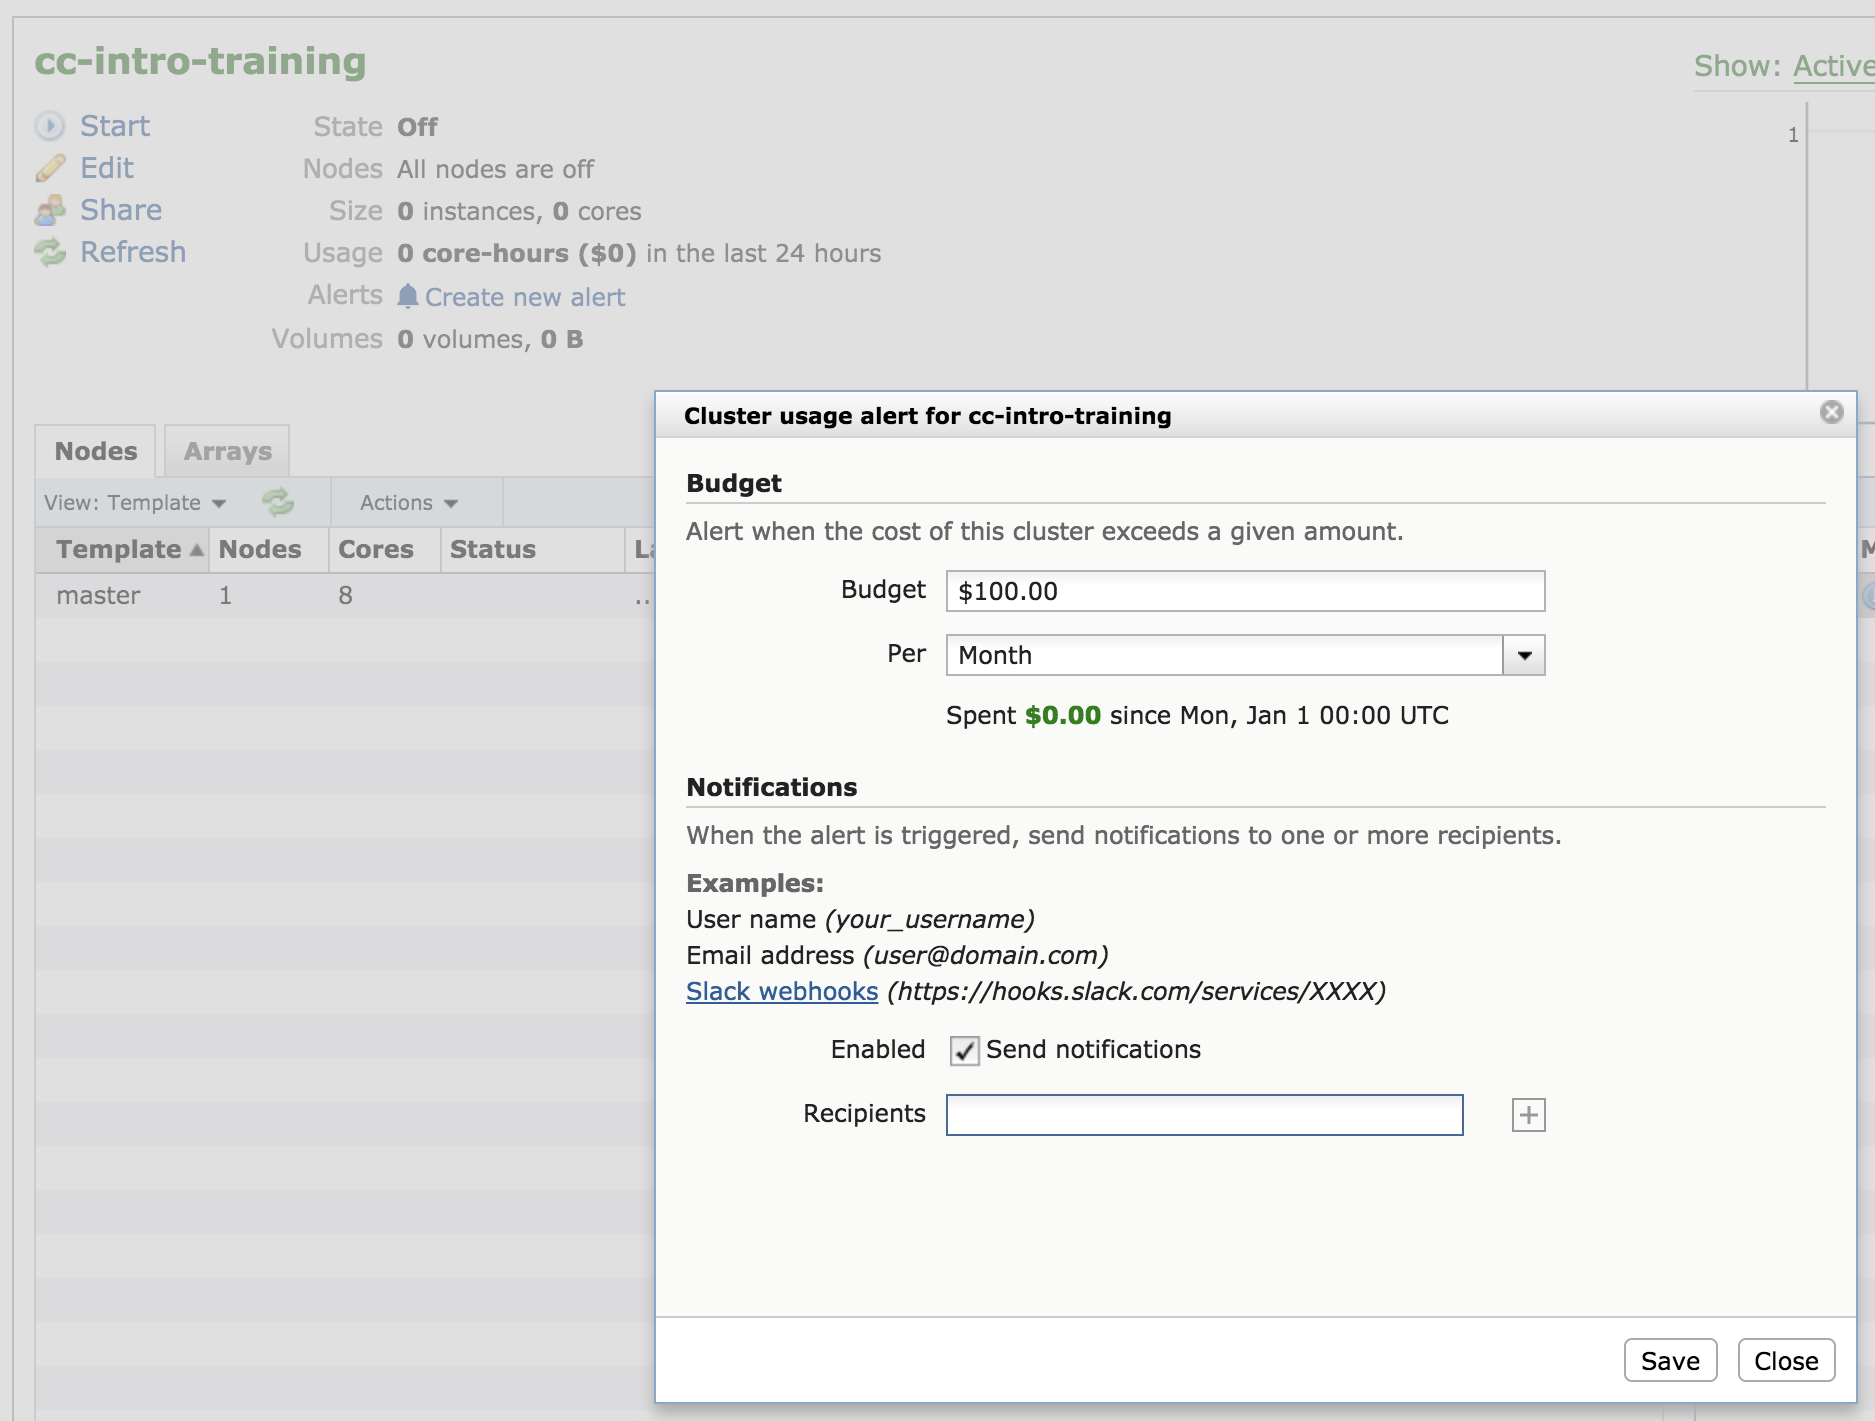 cc-intro-training
Show: Active
Start
State Off
Edit
Nodes All nodes are off
Share
Size 0 instances, 0 cores
Refresh
Usage 0 core-hours ($0) in the last 24 hours
Alerts Create new alert
Volumes 0 volumes, 0 B
1
Nodes Arrays
View: Template Actions
Template Nodes Cores Status
master 1 8 ..
Cluster usage alert for cc-intro-training
Budget
Alert when the cost of this cluster exceeds a given amount.
Budget $100.00
Per Month
Spent $0.00 since Mon, Jan 1 00:00 UTC
Notifications
When the alert is triggered, send notifications to one or more recipients.
Examples:
User name (your_username)
Email address (user@domain.com)
Slack webhooks (https://hooks.slack.com/services/XXXX)
Enabled Send notifications
Recipients
Save Close